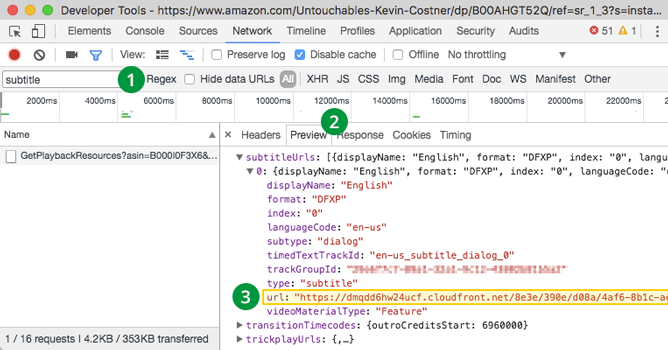 Developer Tools - https://www.amazon.com/Untouchables-Kevin-Costner/dp/B00AHGT52Q/ref=sr_1_3?s=insta...
Elements Console Sources Network Timeline Profiles Application Security Audits 51 1
View: Preserve log Disable cache Offline No throttling
subtitle 1 Regex Hide data URLs All XHR JS CSS Img Media Font Doc WS Manifest Other
2000ms 4000ms 6000ms 8000ms 10000ms 12000ms 14000ms 16000ms 18000ms 20000ms 22000ms
2
Name Headers Preview Response Cookies Timing
GetPlaybackResources?asin=B000I0F3X6&...
subtitleUrls: [{displayName: "English", format: "DFXP", index: "0",
0: {displayName: "English", format: "DFXP", index: "0", languageCode: "
displayName: "English"
format: "DFXP"
index: "0"
languageCode: "en-us"
subtype: "dialog"
timedTextTrackId: "en-us_subtitle_dialog_0"
trackGroupId:
type: "subtitle"
3 url: "https://dmqdd6hw24ucf.cloudfront.net/8e3e/390e/d08a/4af6-8b1c-a
videoMaterialType: "Feature"
transitionTimecodes: {outroCreditsStart: 6960000}
trickplayUrls: {,…}
1 / 16 requests | 4.2KB / 353KB transferred